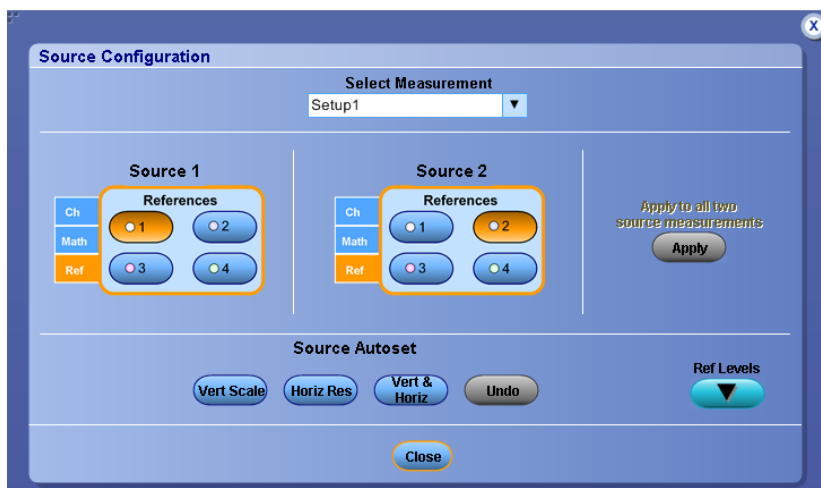 X
Source Configuration
Select Measurement
Setup1
Source 1
Source 2
Ch
Math
Ref
References
1
2
3
4
Ch
Math
Ref
References
1
2
3
4
Apply to all two
source measurements
Apply
Source Autoset
Vert Scale
Horiz Res
Vert &
Horiz
Undo
Ref Levels
Close